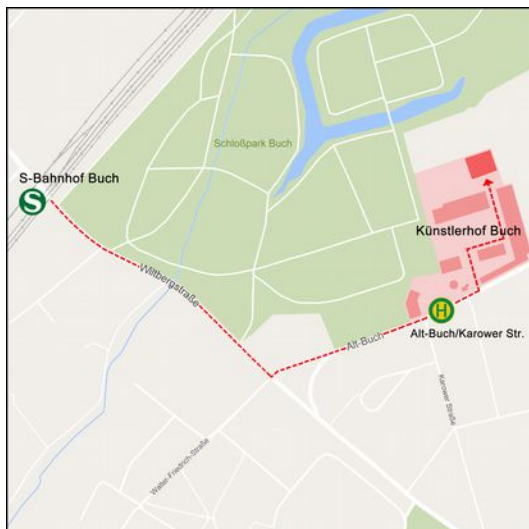 Schloßpark Buch
S-Bahnhof Buch
S
Künstlerhof Buch
Wiltbergstraße
H
Alt-Buch/Karower Str.
Alt-Buch
Karower Straße
Walter-Friedrich-Straße